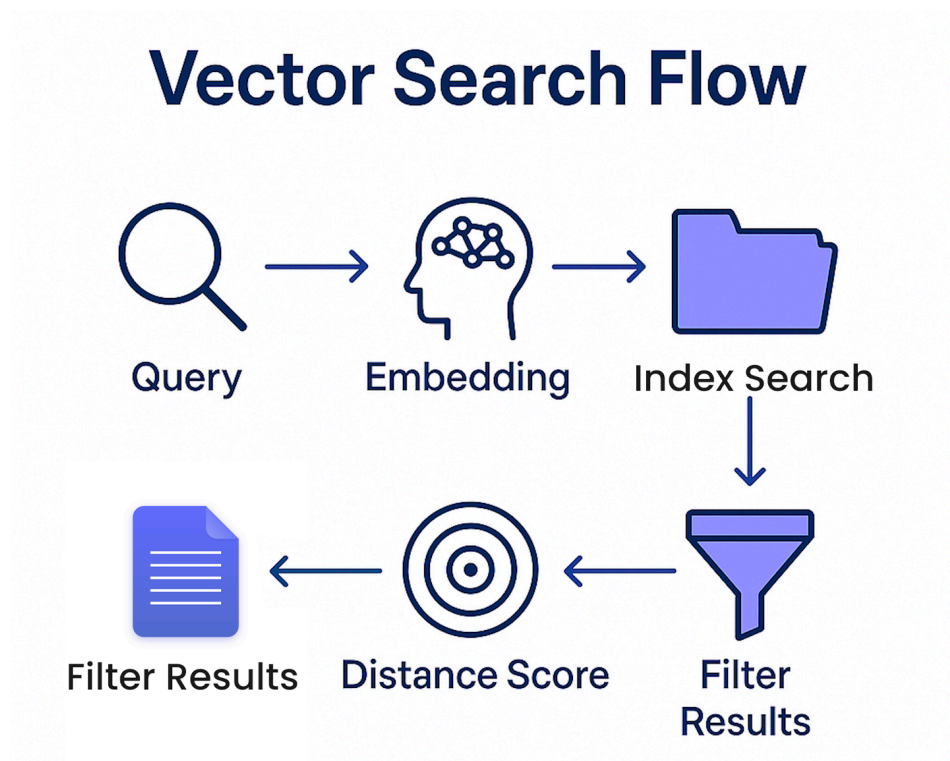 Vector Search Flow
Query
Embedding
Index Search
Filter Results
Distance Score
Filter
Results